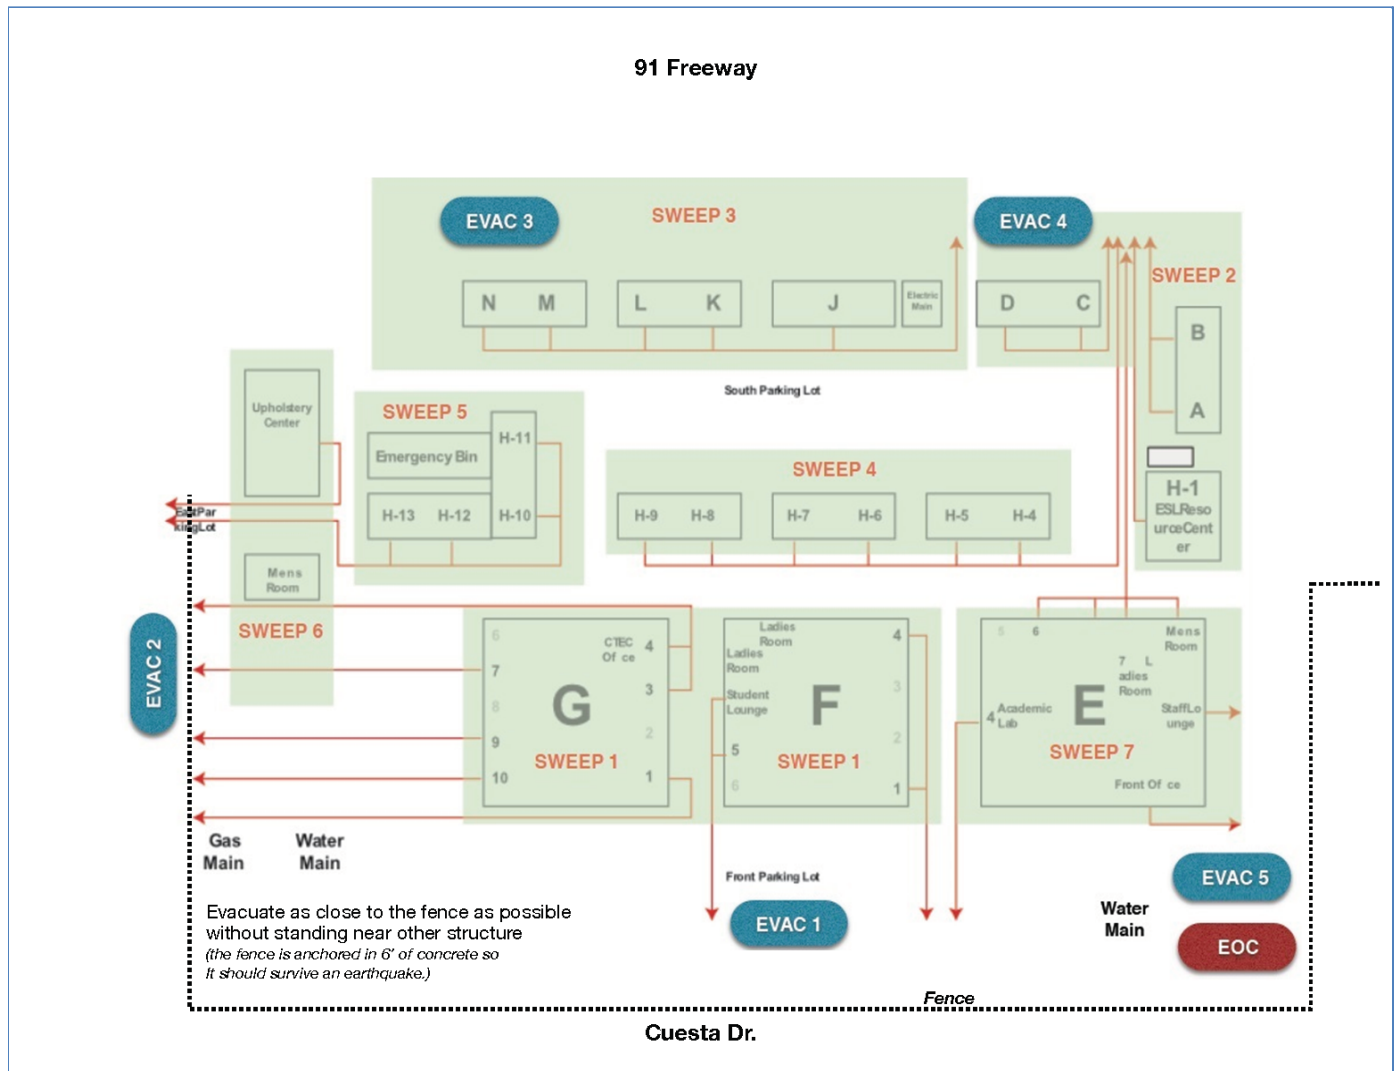 91 Freeway
EVAC 3
SWEEP 3
EVAC 4
SWEEP 2
N M
L K
J
Electric
Main
D C
B
A
South Parking Lot
Upholstery
Center
SWEEP 5
H-11
Emergency Bin
H-13 H-12 H-10
SWEEP 4
H-9 H-8 H-7 H-6 H-5 H-4
H-1
ESLReso
urceCent
er
EastPar
kingLot
Mens
Room
SWEEP 6
EVAC 2
6
7
8
9
10
CTEC
Of ce
4
3
2
1
G
SWEEP 1
Ladies
Room
Ladies
Room
Student
Lounge
5
6
4
3
2
1
F
SWEEP 1
5 6
Mens
Room
7 L
adies
Room
4 Academic
Lab
E
StaffLo
unge
SWEEP 7
Front Of ce
Gas
Main
Water
Main
Front Parking Lot
EVAC 1
EVAC 5
Water
Main
EOC
Evacuate as close to the fence as possible
without standing near other structure
(the fence is anchored in 6' of concrete so
It should survive an earthquake.)
Fence
Cuesta Dr.